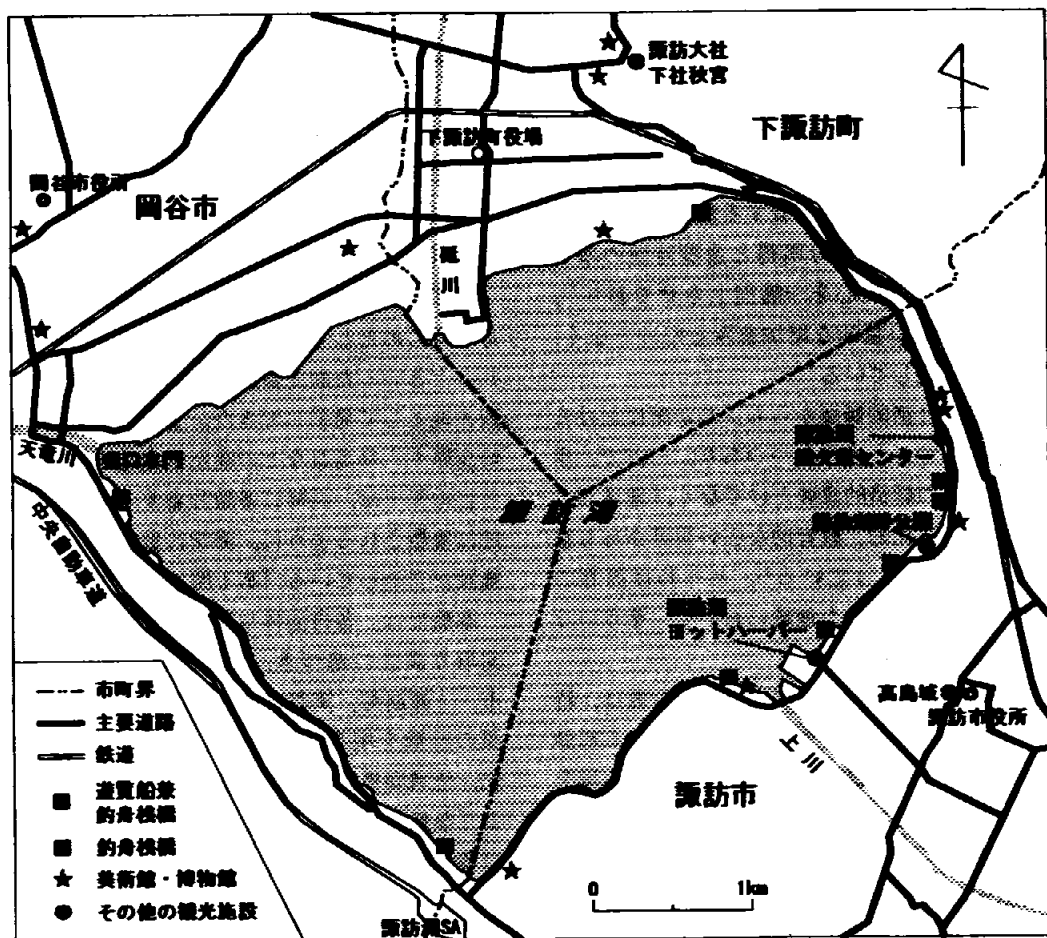 諏訪大社
下社秋宮
下諏訪町
下諏訪町役場
岡谷市役所
岡谷市
砥
川
天竜川
釜口水門
中央自動車道
諏訪湖
センター
ヨットハーバー
高島城
諏訪市役所
上川
諏訪市
諏訪湖SA
0
1km
市町界
主要道路
鉄道
遊覧船兼
釣舟桟橋
釣舟桟橋
美術館・博物館
その他の観光施設